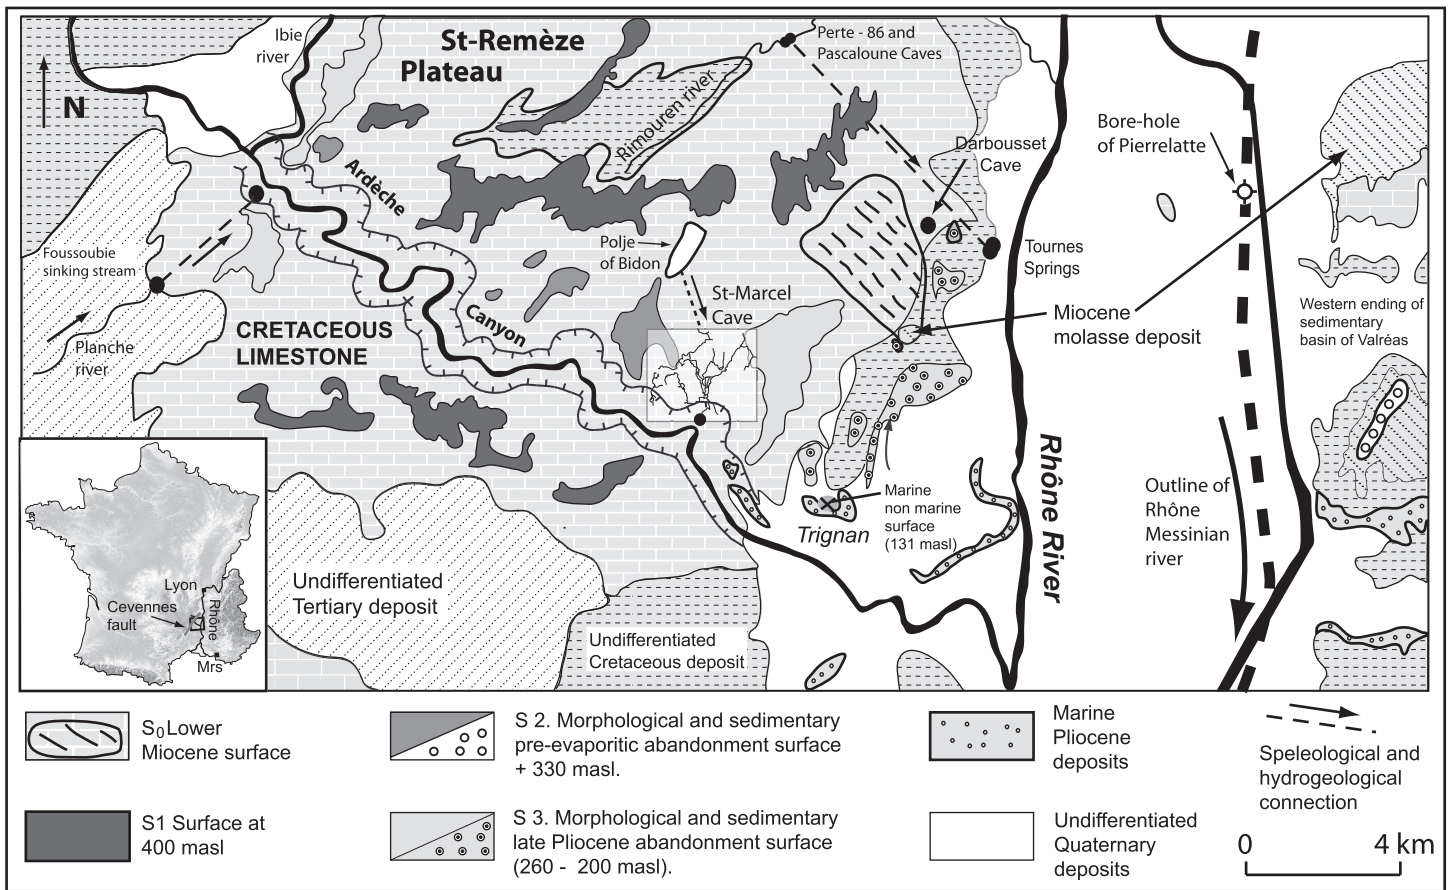 Ibie
river
St-Remèze
Plateau
Perte - 86 and
Pascaloune Caves
N
Rimouren river
Bore-hole
of Pierrelatte
Darbousset
Cave
Ardèche
Foussoubie
sinking stream
Polje
of Bidon
Tournes
Springs
St-Marcel
Cave
Canyon
Miocene
molasse deposit
Western ending of
sedimentary
basin of Valréas
CRETACEOUS
LIMESTONE
Planche
river
Rhône River
Outline of
Rhône
Messinian
river
Marine
non marine
surface
(131 masl)
Trignan
Undifferentiated
Tertiary deposit
Undifferentiated
Cretaceous deposit
Lyon
Cevennes
fault
Rhône
Mrs
S0 Lower
Miocene surface
S1 Surface at
400 masl
S 2. Morphological and sedimentary
pre-evaporitic abandonment surface
+ 330 masl.
S 3. Morphological and sedimentary
late Pliocene abandonment surface
(260 - 200 masl).
Marine
Pliocene
deposits
Undifferentiated
Quaternary
deposits
Speleological and
hydrogeological
connection
0 4 km